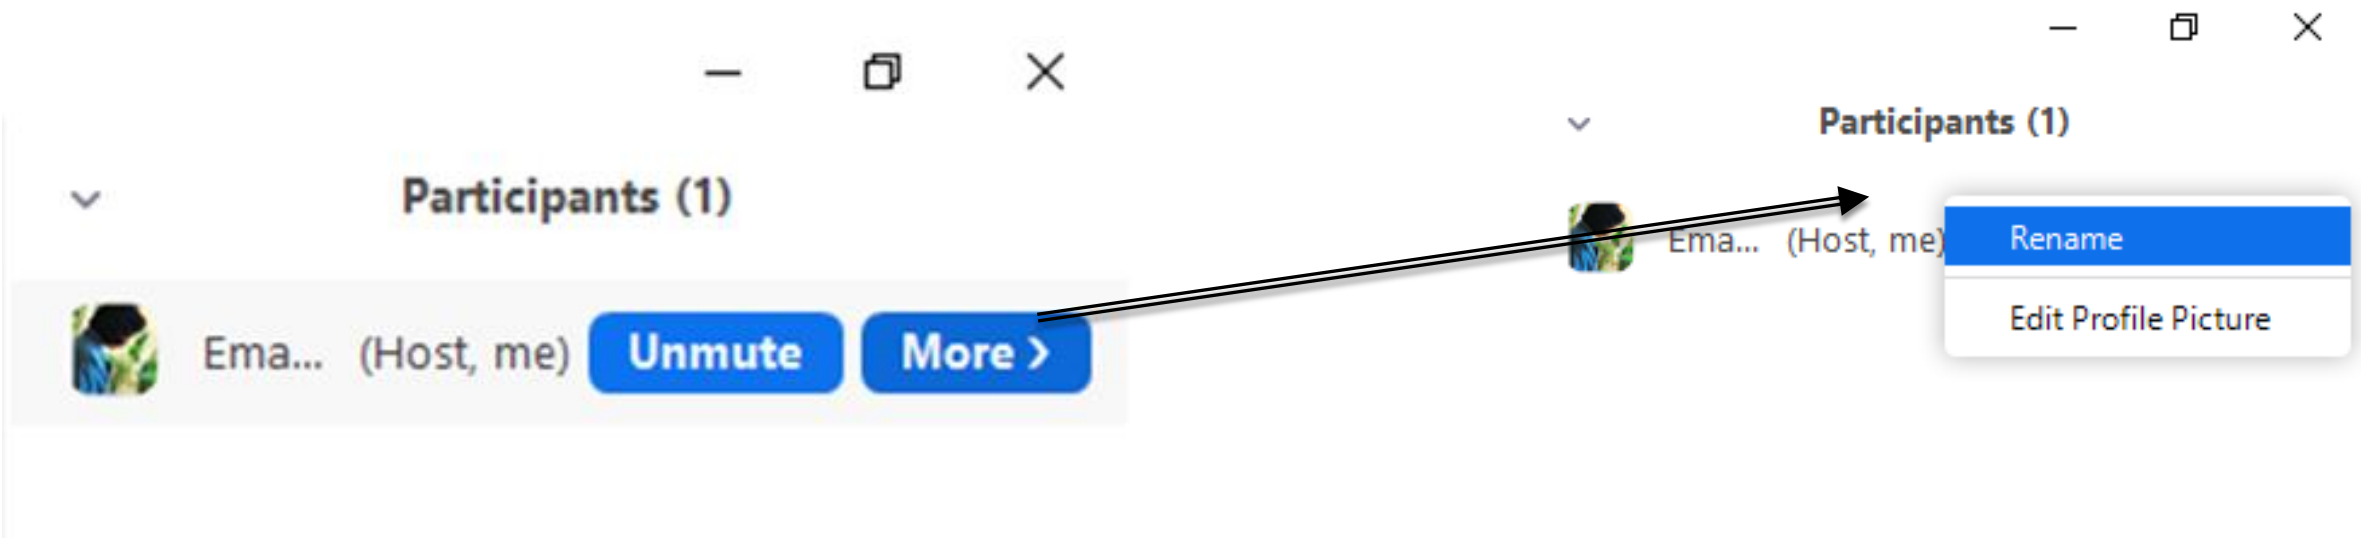 Participants (1)
Ema... (Host, me) Unmute More >
Participants (1)
Ema... (Host, me) Rename
Edit Profile Picture